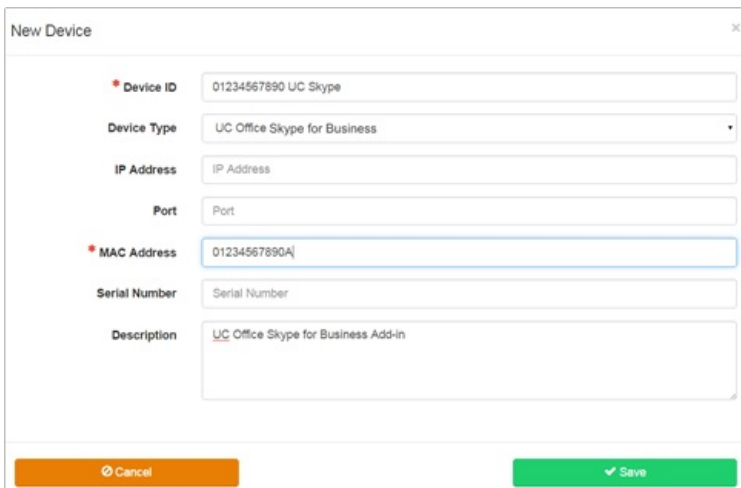 New Device ×
* Device ID 01234567890 UC Skype
Device Type UC Office Skype for Business
IP Address IP Address
Port Port
* MAC Address 01234567890A
Serial Number Serial Number
Description UC Office Skype for Business Add-in
Cancel Save